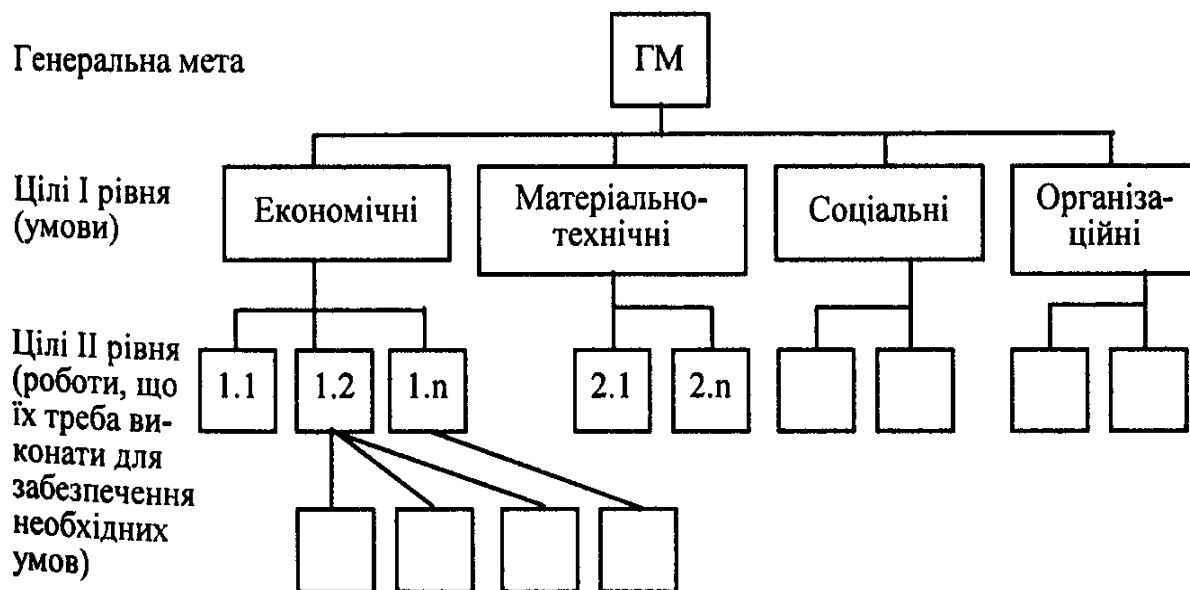 Генеральна мета
ГМ
Цілі I рівня
(умови)
Економічні
Матеріально-
технічні
Соціальні
Організа-
ційні
Цілі II рівня
(роботи, що
їх треба ви-
конати для
забезпечення
необхідних
умов)
1.1
1.2
1.n
2.1
2.n